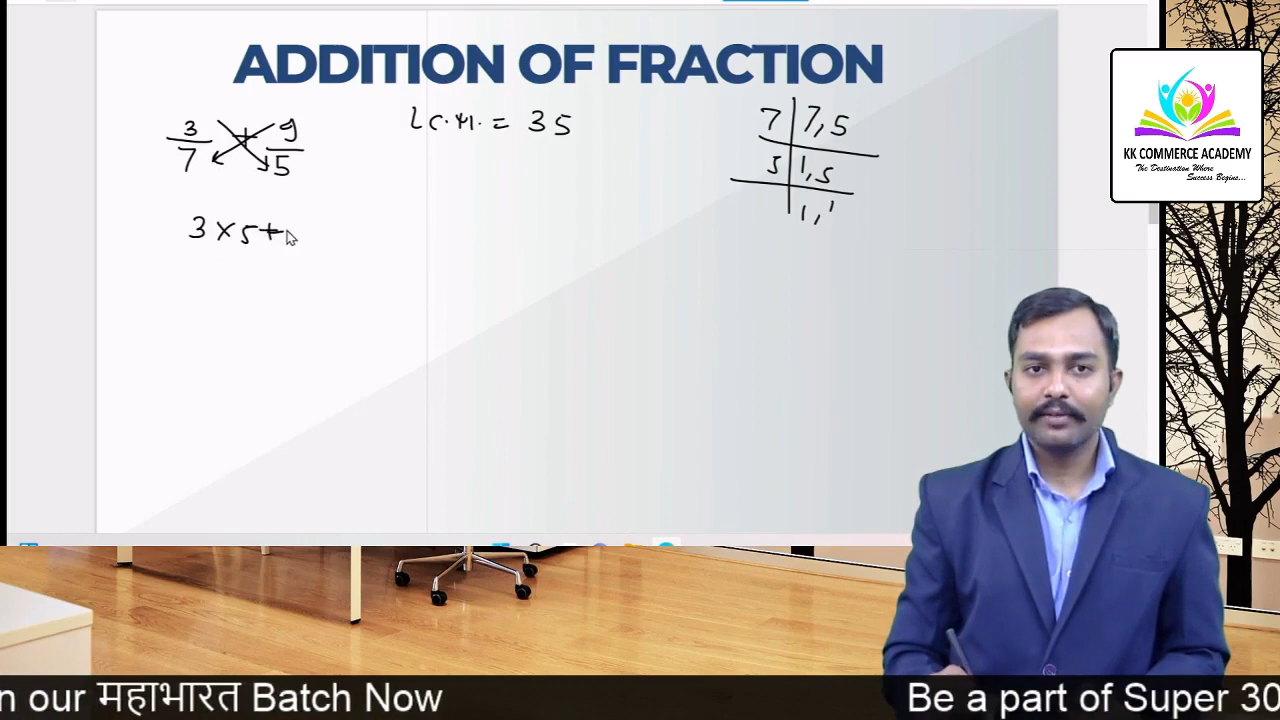 ADDITION OF FRACTION
3/7 + 9/5
L.C.M. = 35
7 | 7, 5
5 | 1, 5
1, 1
3 × 5 +
KK COMMERCE ACADEMY
The Destination Where
Success Begins...
n our महाभारत Batch Now
Be a part of Super 30